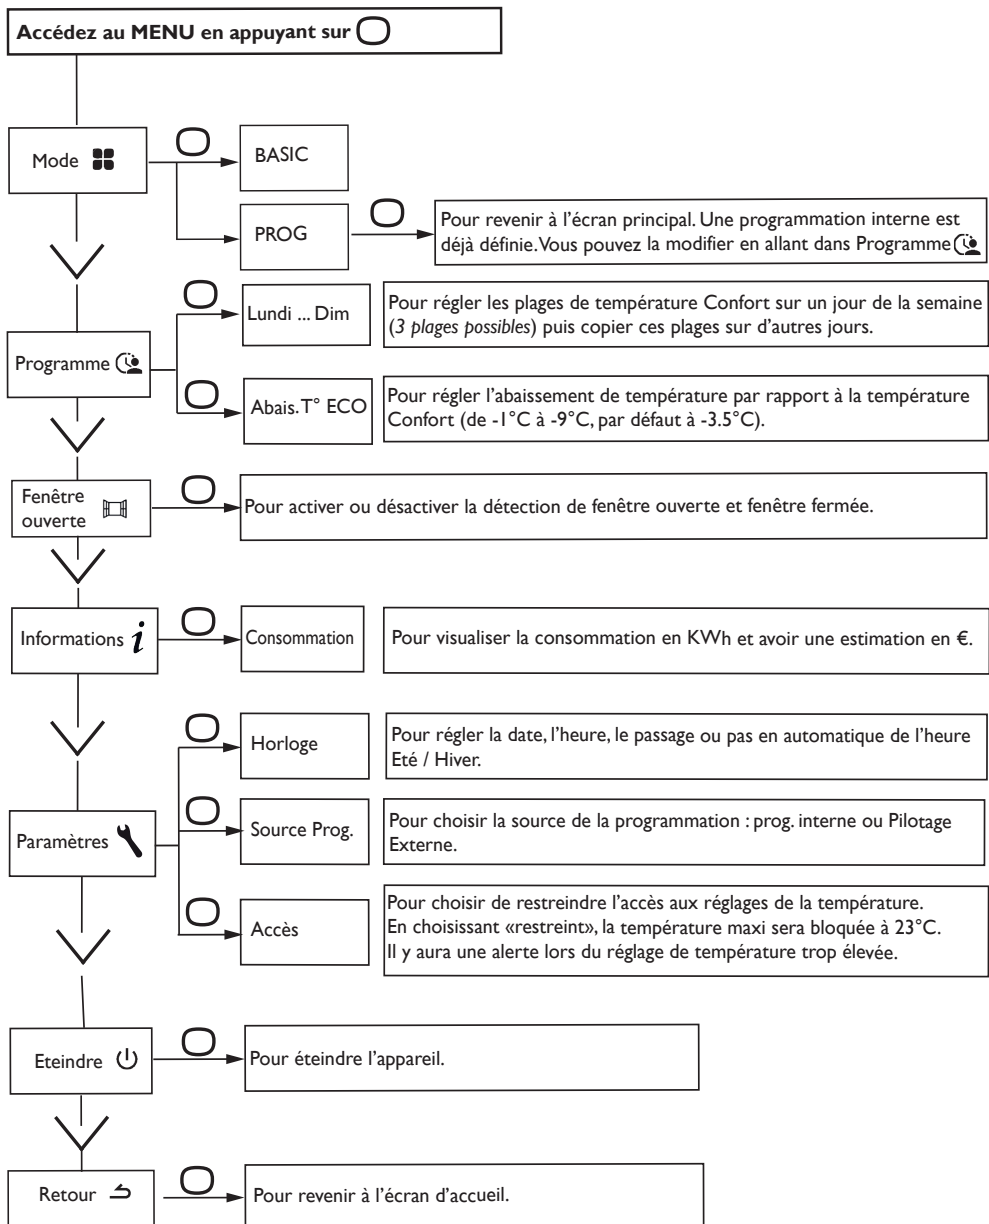 Accédez au MENU en appuyant sur
Mode
BASIC
PROG
Pour revenir à l'écran principal. Une programmation interne est
déjà définie. Vous pouvez la modifier en allant dans Programme
Programme
Lundi ... Dim
Pour régler les plages de température Confort sur un jour de la semaine
(3 plages possibles) puis copier ces plages sur d'autres jours.
Abais. T° ECO
Pour régler l'abaissement de température par rapport à la température
Confort (de -1°C à -9°C, par défaut à -3.5°C).
Fenêtre
ouverte
Pour activer ou désactiver la détection de fenêtre ouverte et fenêtre fermée.
Informations i
Consommation
Pour visualiser la consommation en KWh et avoir une estimation en €.
Paramètres
Horloge
Pour régler la date, l'heure, le passage ou pas en automatique de l'heure
Eté / Hiver.
Source Prog.
Pour choisir la source de la programmation : prog. interne ou Pilotage
Externe.
Accès
Pour choisir de restreindre l'accès aux réglages de la température.
En choisissant «restreint», la température maxi sera bloquée à 23°C.
Il y aura une alerte lors du réglage de température trop élevée.
Eteindre
Pour éteindre l'appareil.
Retour
Pour revenir à l'écran d'accueil.